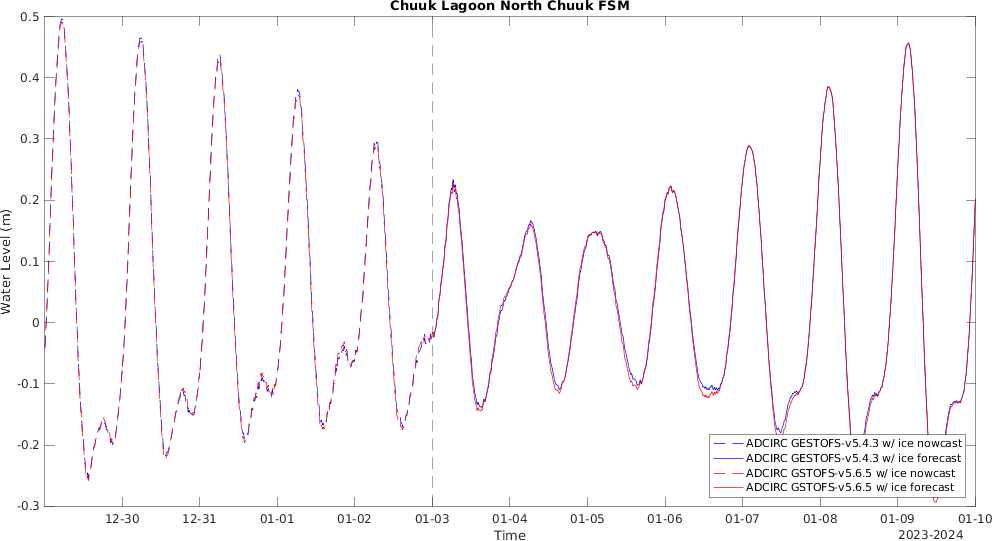 Chuuk Lagoon North Chuuk FSM
0.5
0.4
0.3
0.2
0.1
0
-0.1
-0.2
-0.3
Water Level (m)
ADCIRC GESTOFS-v5.4.3 w/ ice nowcast
ADCIRC GESTOFS-v5.4.3 w/ ice forecast
ADCIRC GSTOFS-v5.6.5 w/ ice nowcast
ADCIRC GSTOFS-v5.6.5 w/ ice forecast
12-30 12-31 01-01 01-02 01-03 01-04 01-05 01-06 01-07 01-08 01-09 01-10
Time
2023-2024